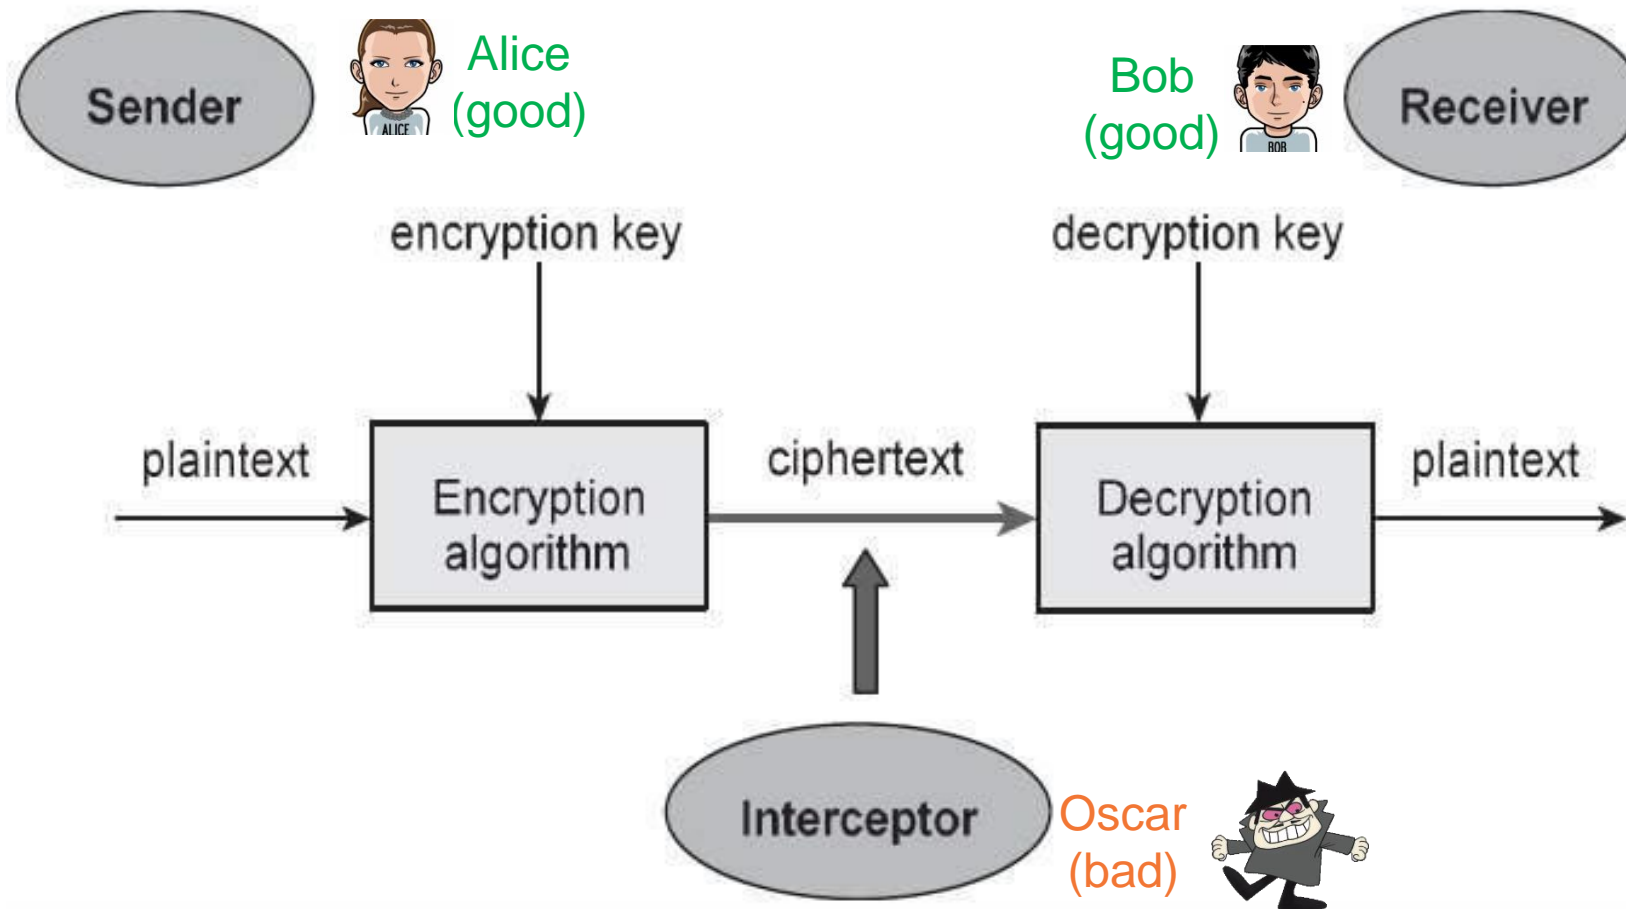 Sender
Alice
(good)
ALICE
Bob
(good)
BOB
Receiver
encryption key
decryption key
plaintext
Encryption
algorithm
ciphertext
Decryption
algorithm
plaintext
Interceptor
Oscar
(bad)